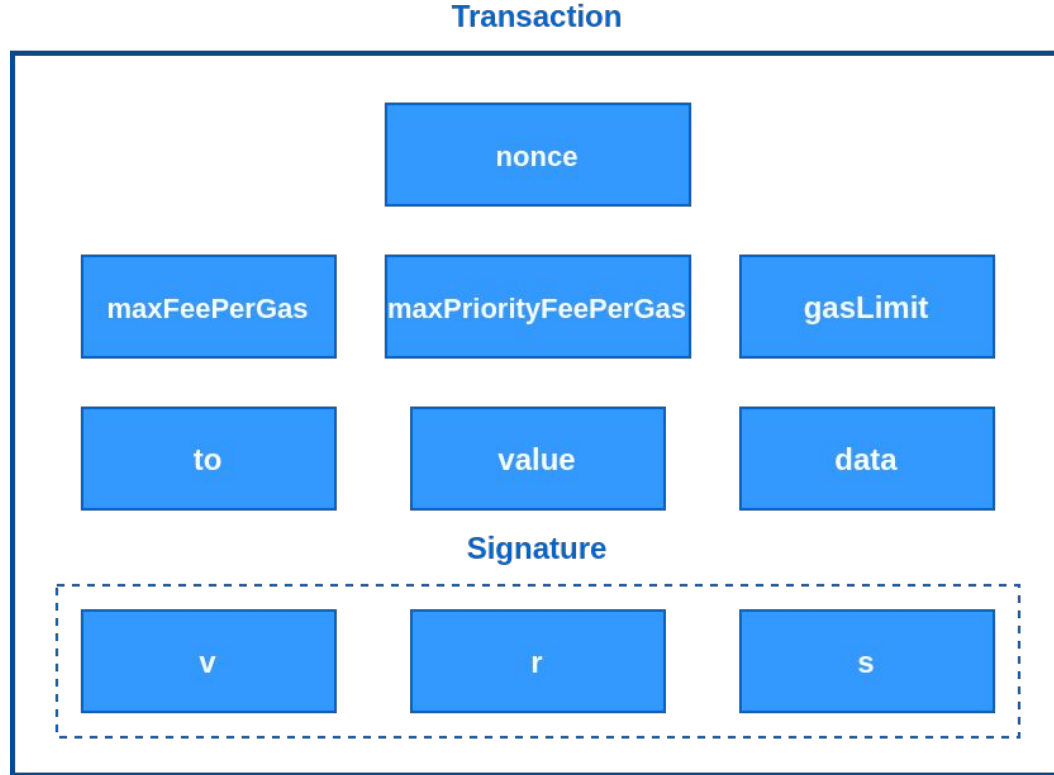 Transaction
nonce
maxFeePerGas
maxPriorityFeePerGas
gasLimit
to
value
data
Signature
v
r
s